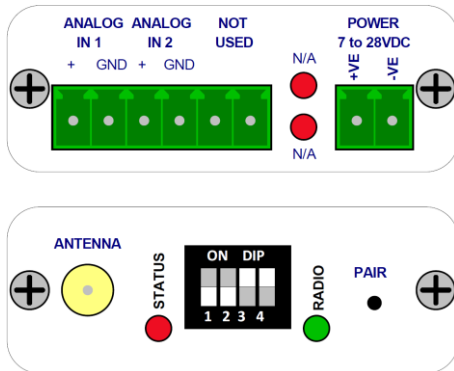 ANALOG ANALOG NOT POWER
IN 1 IN 2 USED 7 to 28VDC
+ GND + GND N/A +VE -VE
N/A
ANTENNA STATUS ON DIP RADIO PAIR
1 2 3 4